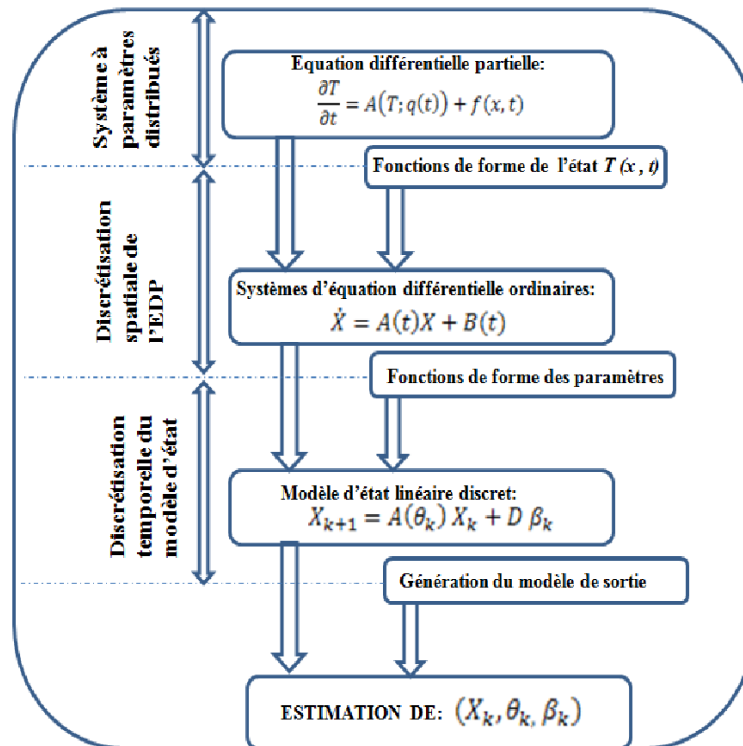 Système à
paramètres
distribués
Equation différentielle partielle:
∂T/∂t = A(T; q(t)) + f(x, t)
Fonctions de forme de l'état T(x, t)
Discrétisation
spatiale de
l'EDP
Systèmes d'équation différentielle ordinaires:
Ẋ = A(t)X + B(t)
Fonctions de forme des paramètres
Discrétisation
temporelle du
modèle d'état
Modèle d'état linéaire discret:
X_{k+1} = A(θ_k) X_k + D β_k
Génération du modèle de sortie
ESTIMATION DE: (X_k, θ_k, β_k)